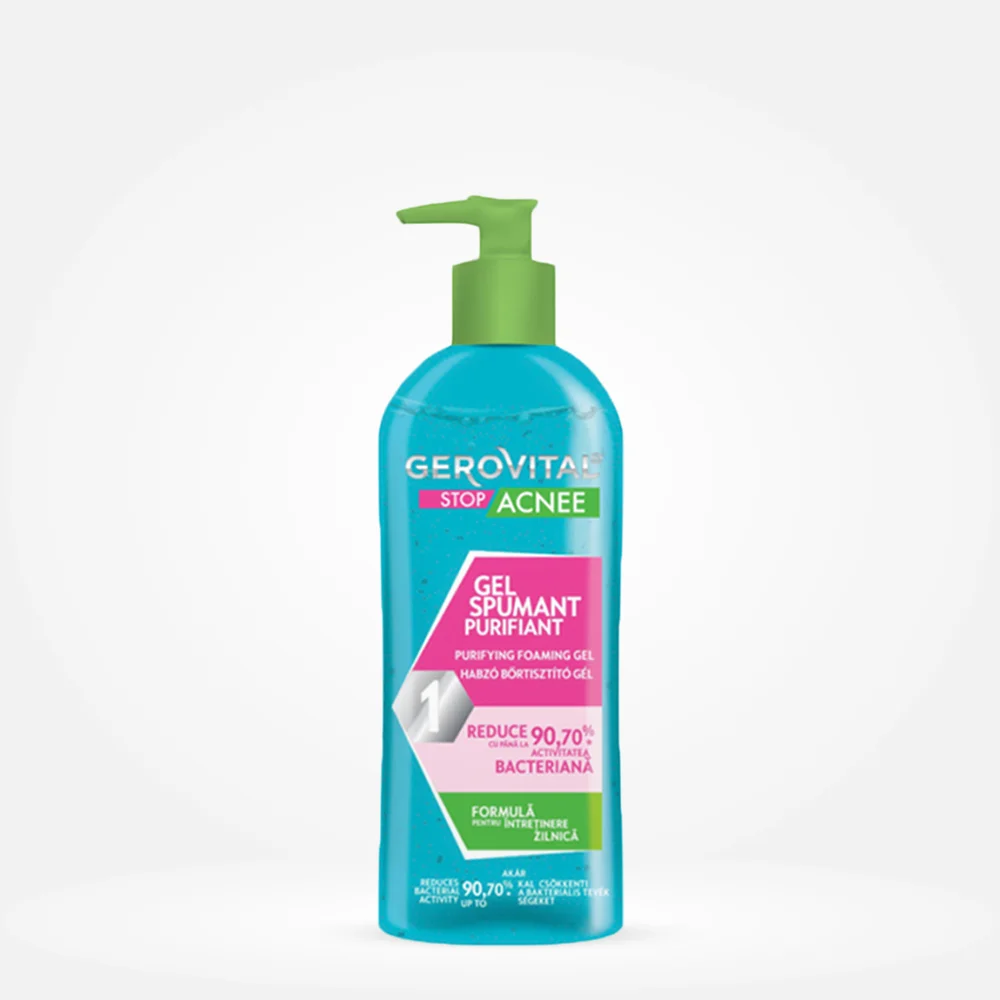 GEROVITAL
STOP ACNEE
GEL
SPUMANT
PURIFIANT
PURIFYING FOAMING GEL
HABZÓ BŐRTISZTÍTÓ GÉL
1
REDUCE
CU PÂNĂ LA 90,70%*
ACTIVITATEA
BACTERIANĂ
FORMULĂ
PENTRU ÎNTREȚINERE
ZILNICĂ
REDUCES
BACTERIAL
ACTIVITY UP TO
90,70%*
AKÁR
KAL CSÖKKENTI
A BAKTERIÁLIS TEVÉK
SÉGEKET